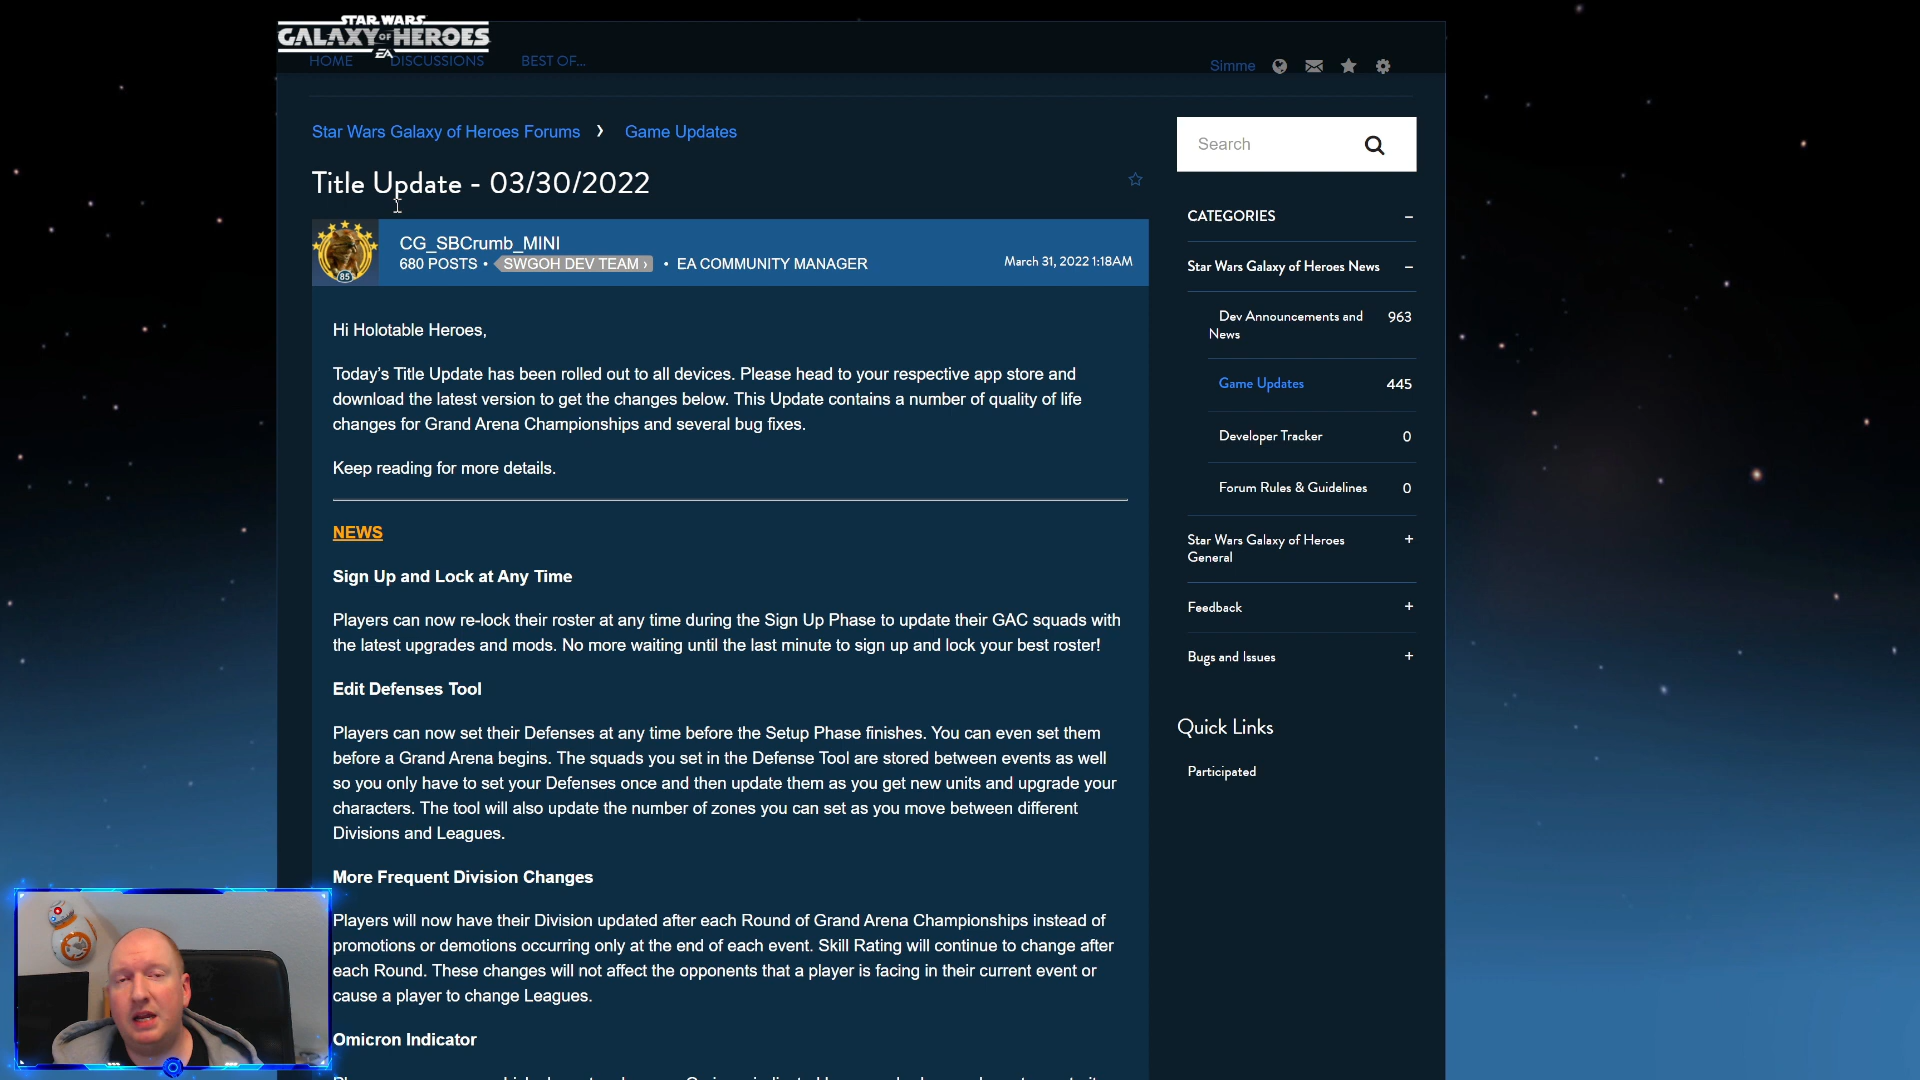 STAR WARS
GALAXY OF HEROES
EA
HOME DISCUSSIONS BEST OF...
Simme
Star Wars Galaxy of Heroes Forums › Game Updates
Search
Title Update - 03/30/2022
CG_SBCrumb_MINI
680 POSTS • SWGOH DEV TEAM › • EA COMMUNITY MANAGER
March 31, 2022 1:18AM
85
Hi Holotable Heroes,
Today's Title Update has been rolled out to all devices. Please head to your respective app store and
download the latest version to get the changes below. This Update contains a number of quality of life
changes for Grand Arena Championships and several bug fixes.
Keep reading for more details.
NEWS
Sign Up and Lock at Any Time
Players can now re-lock their roster at any time during the Sign Up Phase to update their GAC squads with
the latest upgrades and mods. No more waiting until the last minute to sign up and lock your best roster!
Edit Defenses Tool
Players can now set their Defenses at any time before the Setup Phase finishes. You can even set them
before a Grand Arena begins. The squads you set in the Defense Tool are stored between events as well
so you only have to set your Defenses once and then update them as you get new units and upgrade your
characters. The tool will also update the number of zones you can set as you move between different
Divisions and Leagues.
More Frequent Division Changes
Players will now have their Division updated after each Round of Grand Arena Championships instead of
promotions or demotions occurring only at the end of each event. Skill Rating will continue to change after
each Round. These changes will not affect the opponents that a player is facing in their current event or
cause a player to change Leagues.
Omicron Indicator
CATEGORIES –
Star Wars Galaxy of Heroes News –
Dev Announcements and 963
News
Game Updates 445
Developer Tracker 0
Forum Rules & Guidelines 0
Star Wars Galaxy of Heroes +
General
Feedback +
Bugs and Issues +
Quick Links
Participated